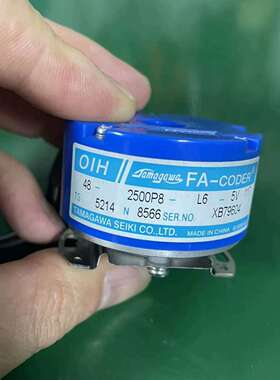 OIH Tamagawa FA-CODER
48- 2500P8- L6 - 5V
TS 5214 N 8566 SER.NO. XB79604
TAMAGAWA SEIKI CO.,LTD. MADE IN CHINA